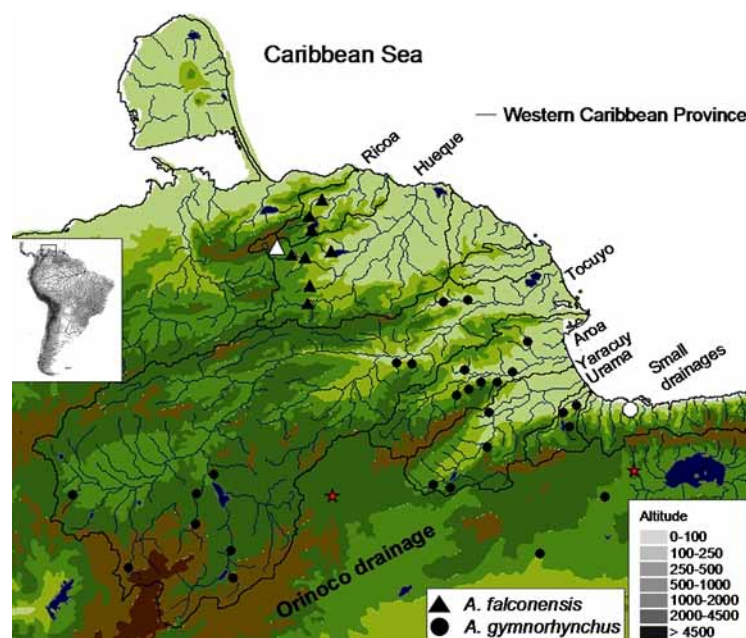 Caribbean Sea
Western Caribbean Province
Ricoa
Hueque
Tocuyo
Aroa
Yaracuy
Urama
Small
drainages
Orinoco drainage
Altitude
0-100
100-250
250-500
500-1000
1000-2000
2000-4500
> 4500
A. falconensis
A. gymnorhynchus